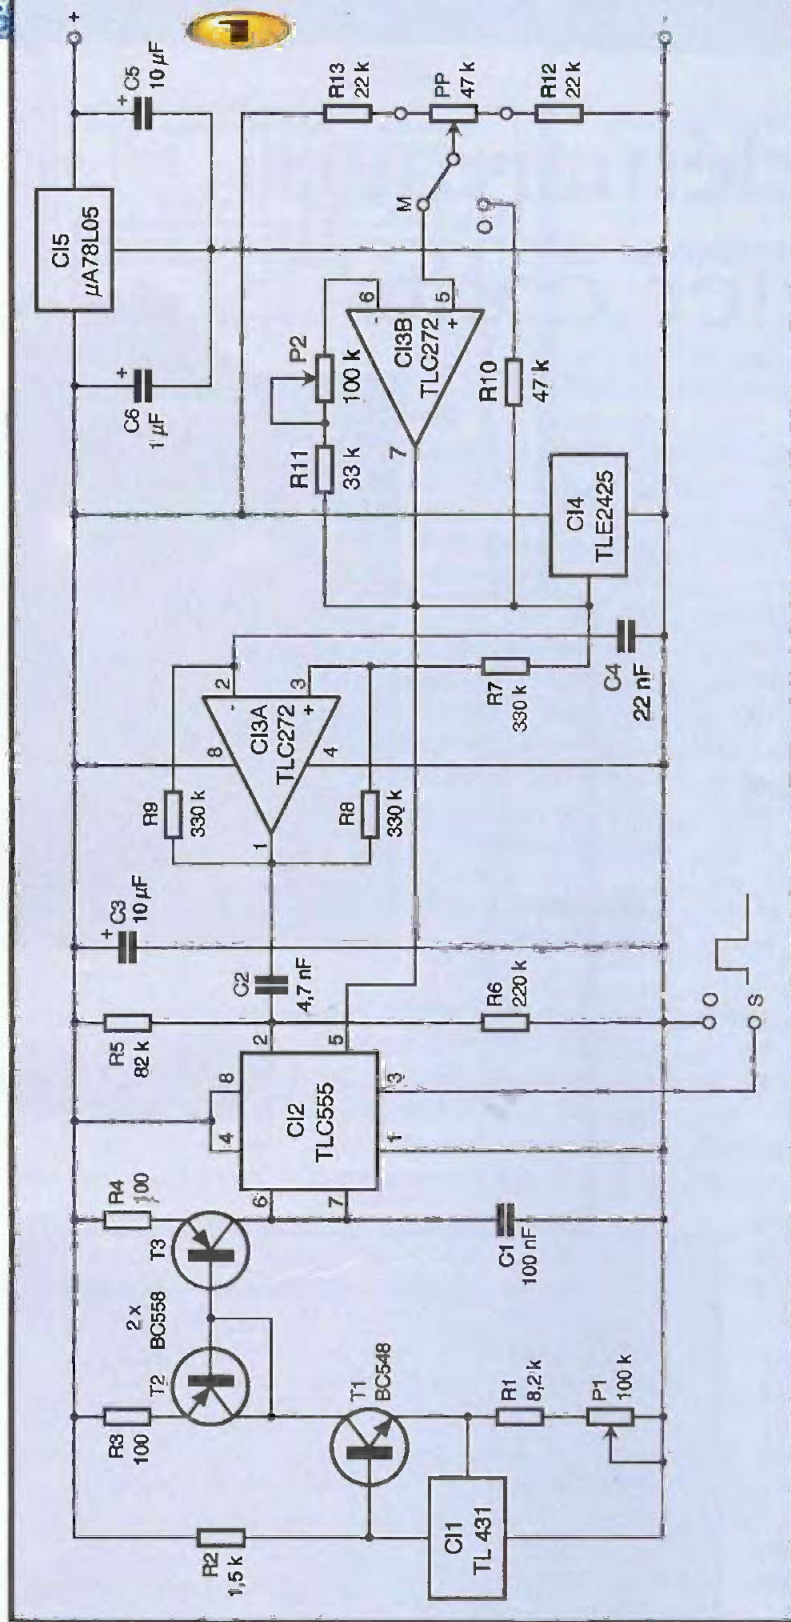 R3
100
R4
100
R5
82 k
+ C3
10 µF
C6
1 µF
+
CI5
µA78L05
+ C5
10 µF
+
1
2 x
BC558
T2
T3
R2
1,5 k
T1
BC548
CI1
TL 431
R1
8,2 k
P1
100 k
C1
100 nF
CI2
TLC555
4
8
6
7
2
5
1
3
C2
4,7 nF
R6
220 k
O
S
R9
330 k
R8
330 k
CI3A
TLC272
1
8
4
2
-
3
+
R7
330 k
C4
22 nF
R11
33 k
P2
100 k
CI3B
TLC272
7
6
-
5
+
R10
47 k
CI4
TLE2425
M
O
R13
22 k
PP
47 k
R12
22 k
-